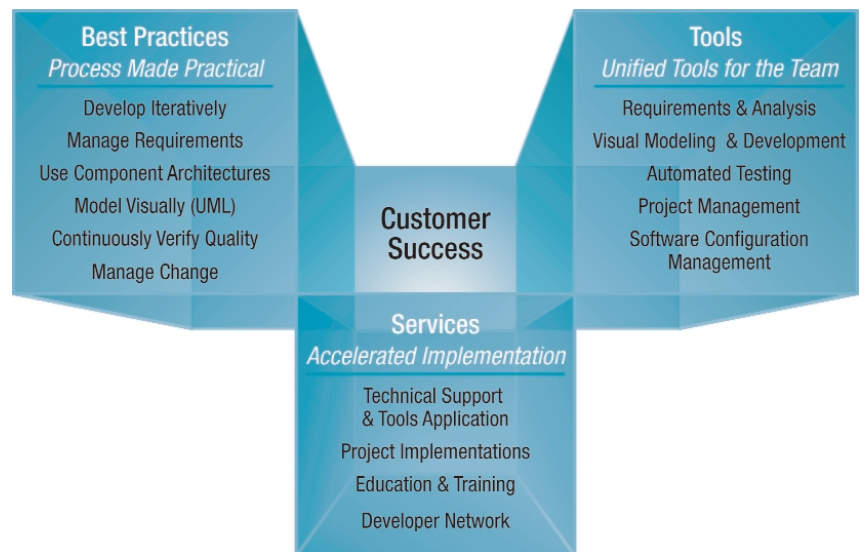 Best Practices
Process Made Practical
Develop Iteratively
Manage Requirements
Use Component Architectures
Model Visually (UML)
Continuously Verify Quality
Manage Change
Tools
Unified Tools for the Team
Requirements & Analysis
Visual Modeling & Development
Automated Testing
Project Management
Software Configuration
Management
Customer
Success
Services
Accelerated Implementation
Technical Support
& Tools Application
Project Implementations
Education & Training
Developer Network